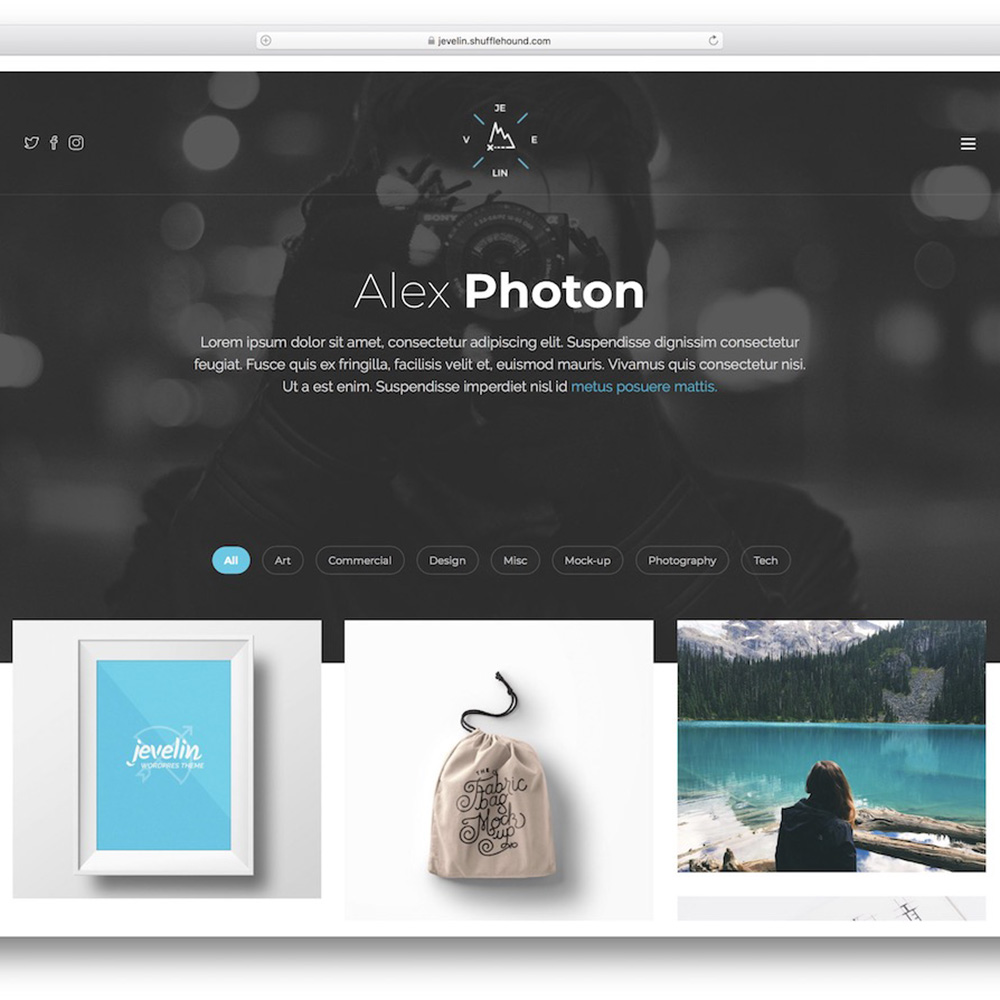 jevelin.shufflehound.com
JE
V E
LIN
SONY
Alex Photon
Lorem ipsum dolor sit amet, consectetur adipiscing elit. Suspendisse dignissim consectetur
feugiat. Fusce quis ex fringilla, facilisis velit et, euismod mauris. Vivamus quis consectetur nisi.
Ut a est enim. Suspendisse imperdiet nisl id metus posuere mattis.
All Art Commercial Design Misc Mock-up Photography Tech
jevelin
WORDPRES THEME
THE
Fabric
bag
Mock
up